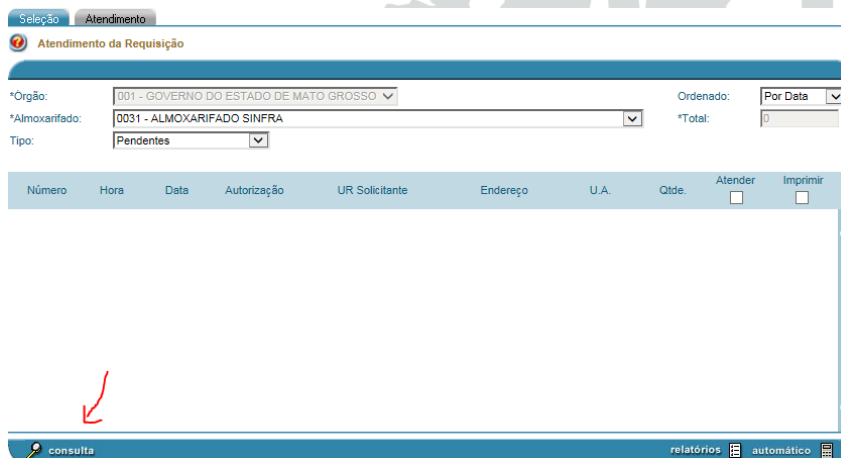 Seleção Atendimento
Atendimento da Requisição
*Órgão: 001 - GOVERNO DO ESTADO DE MATO GROSSO Ordenado: Por Data
*Almoxarifado: 0031 - ALMOXARIFADO SINFRA *Total: 0
Tipo: Pendentes
Número Hora Data Autorização UR Solicitante Endereço U.A. Qtde. Atender Imprimir
consulta relatórios automático